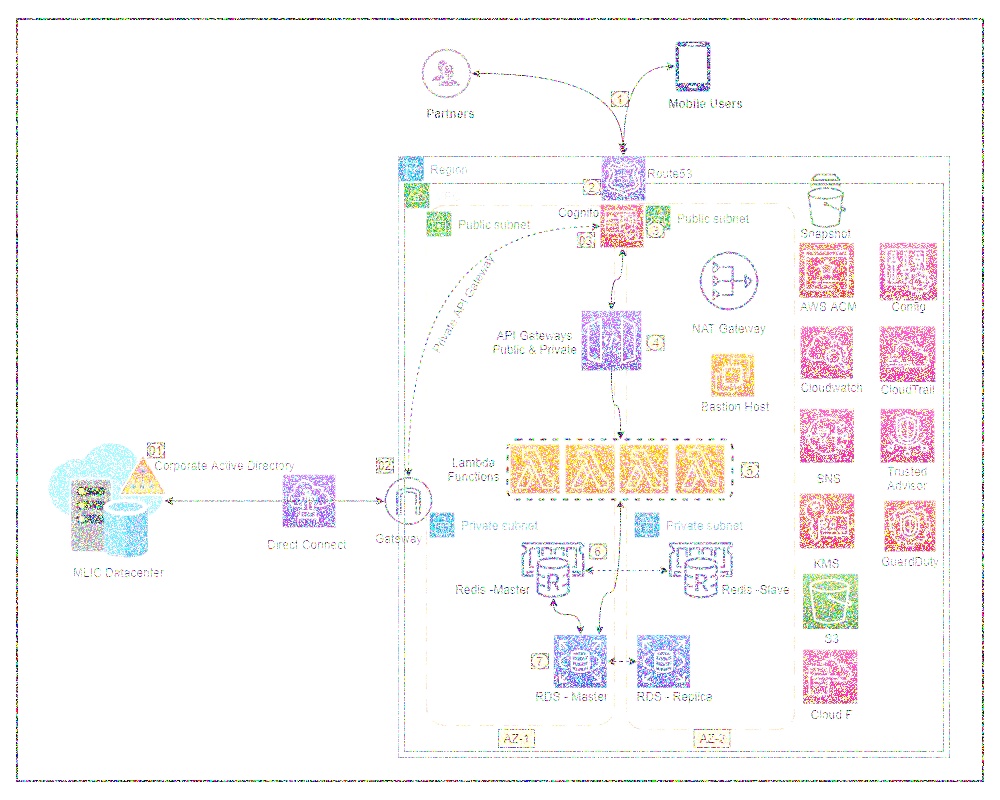 Partners
Mobile Users
1
Region
Route53
2
Public subnet
Cognito
Public subnet
3
03
Snapshot
Private API Gateway
AWS ACM
Config
NAT Gateway
API Gateways
Public & Private
4
Cloudwatch
CloudTrail
Bastion Host
01
Corporate Active Directory
02
Lambda
Functions
5
SNS
Trusted
Advisor
Direct Connect
Gateway
Private subnet
Private subnet
MLIC Datacenter
6
KMS
GuardDuty
R
R
Redis -Master
Redis -Slave
S3
7
RDS - Master
RDS - Replica
Cloud F
AZ-1
AZ-2